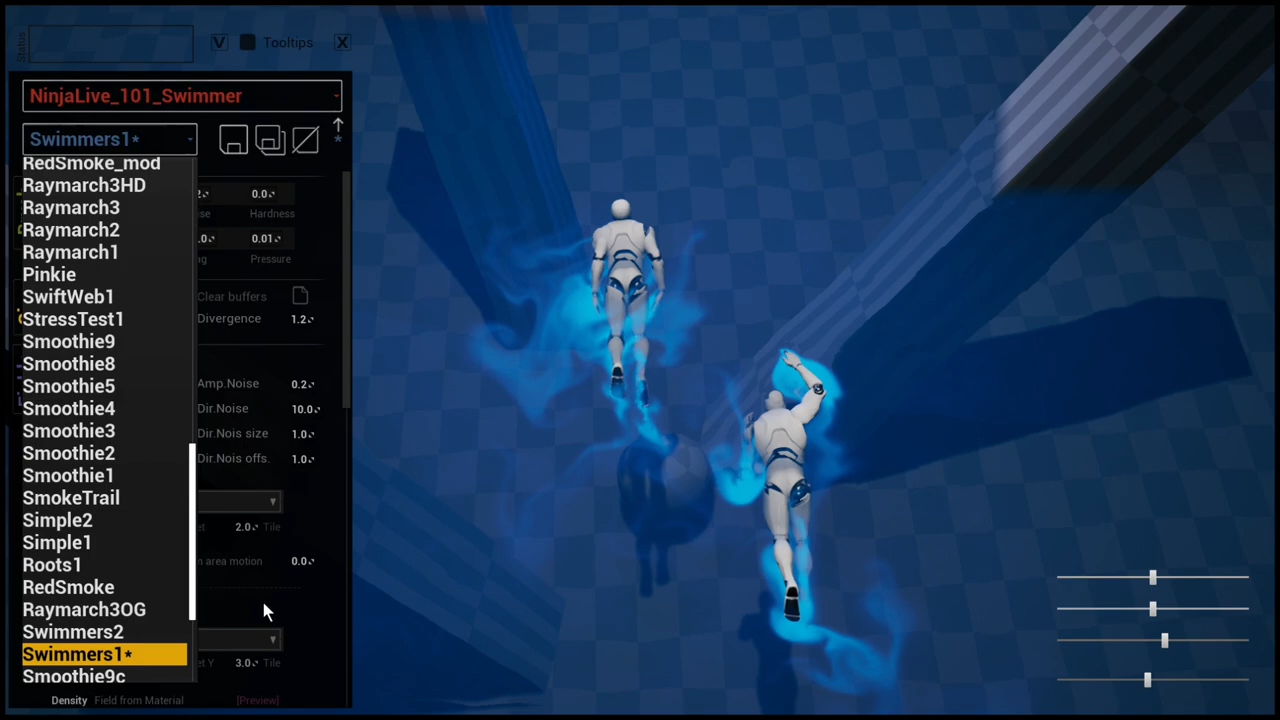 Status
V Tooltips X
NinjaLive_101_Swimmer
Swimmers1*
*
RedSmoke_mod
Raymarch3HD
Raymarch3
Raymarch2
Raymarch1
Pinkie
SwiftWeb1
StressTest1
Smoothie9
Smoothie8
Smoothie5
Smoothie4
Smoothie3
Smoothie2
Smoothie1
SmokeTrail
Simple2
Simple1
Roots1
RedSmoke
Raymarch3OG
Swimmers2
Swimmers1*
Smoothie9c
0.0
Hardness
0.01
Pressure
Clear buffers
Divergence 1.2
Amp.Noise 0.2
Dir.Noise 10.0
Dir.Nois size 1.0
Dir.Nois offs. 1.0
2.0 Tile
n area motion 0.0
et Y 3.0 Tile
Density Field from Material [Preview]